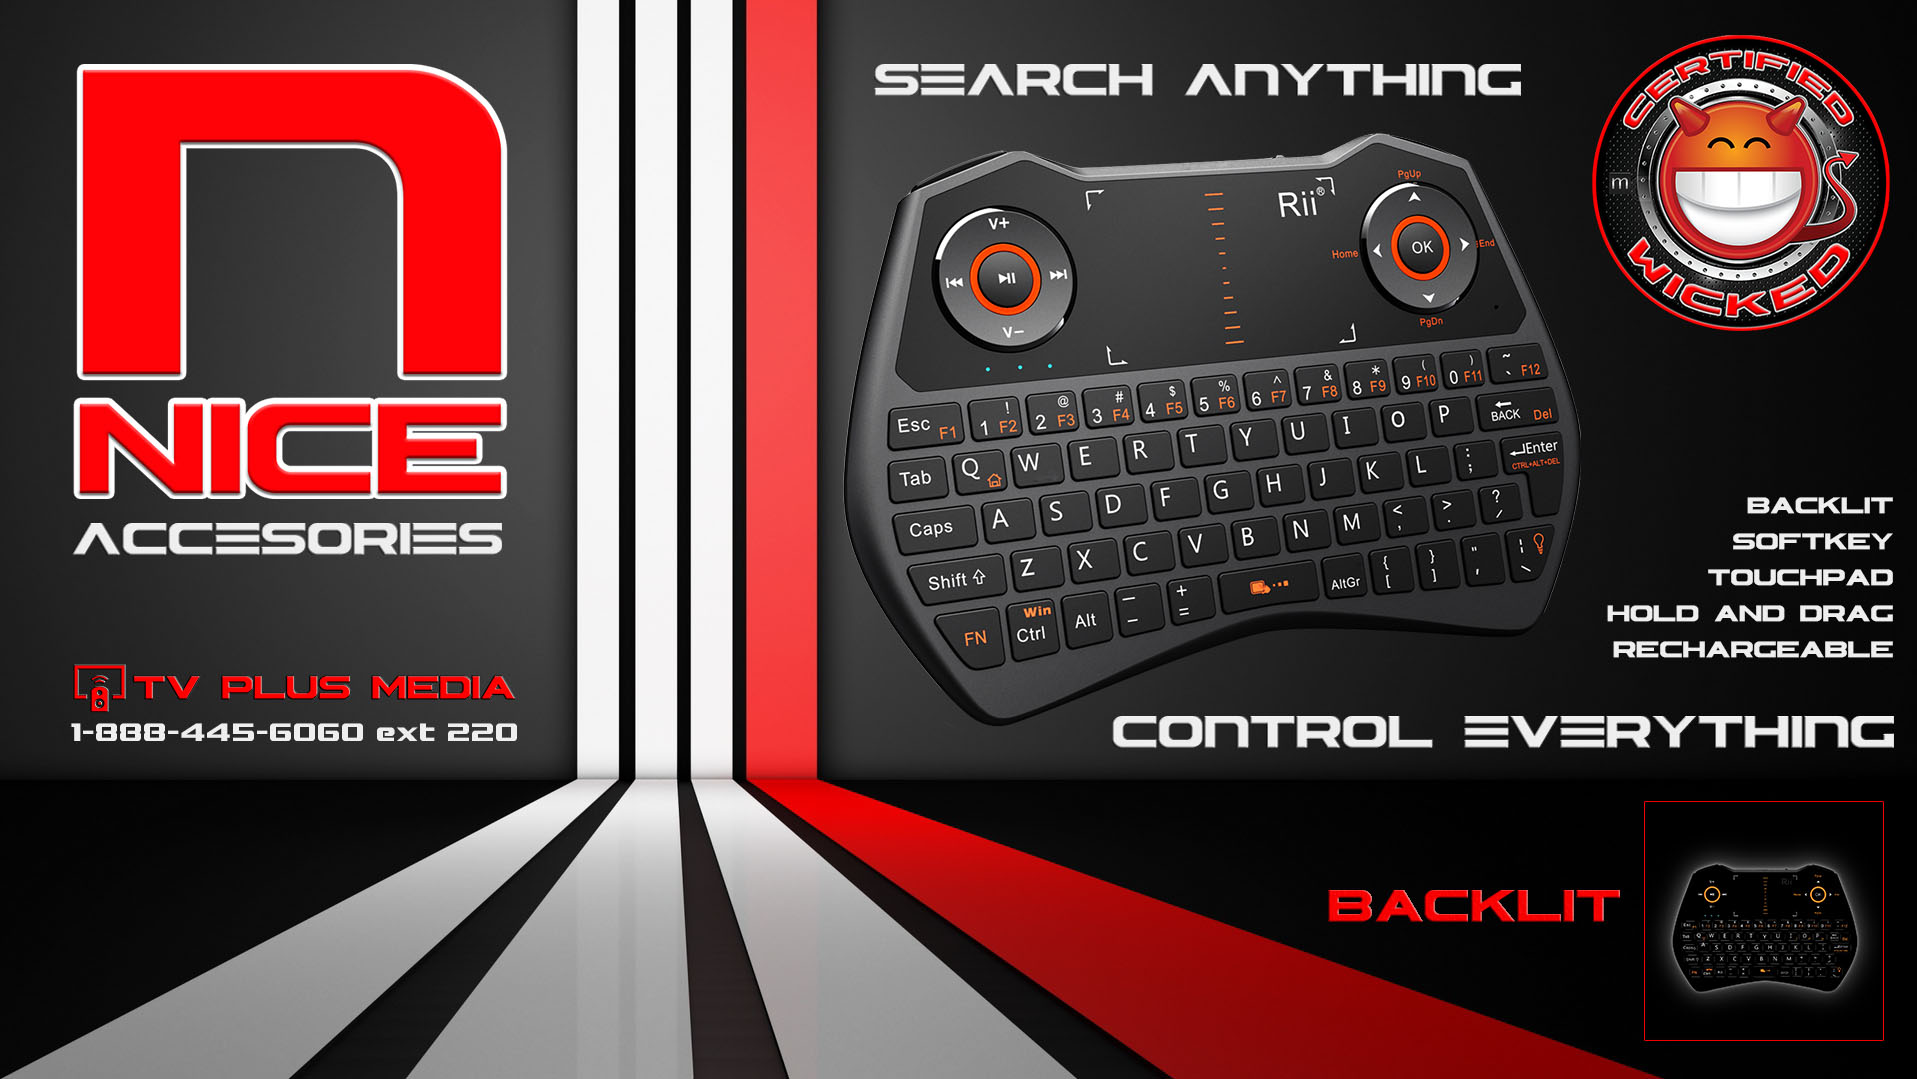 n
NICE
ACCESORIES
TV PLUS MEDIA
1-888-445-6060 ext 220
SEARCH ANYTHING
CERTIFIED
m
WICKED
Rii®
V+
V−
PgUp
Home
OK
End
PgDn
Esc F1 ! 1 F2 @ 2 F3 # 3 F4 $ 4 F5 % 5 F6 ^ 6 F7 & 7 F8 * 8 F9 ( 9 F10 ) 0 F11 ~ ` F12
Tab Q W E R T Y U I O P BACK Del
Caps A S D F G H J K L : ; Enter
CTRL+ALT+DEL
Shift Z X C V B N M < , > . ? /
FN Win Ctrl Alt _ − + = AltGr { [ } ] " ' ¦ \
BACKLIT
SOFTKEY
TOUCHPAD
HOLD AND DRAG
RECHARGEABLE
CONTROL EVERYTHING
BACKLIT